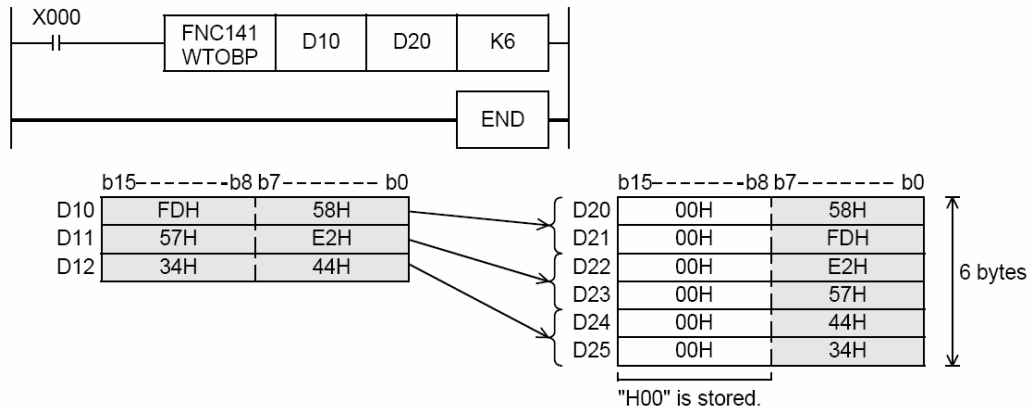 X000
FNC141 WTOBP D10 D20 K6
END
b15-------b8 b7------- b0 b15-------b8 b7------- b0
D10 FDH 58H D20 00H 58H
D11 57H E2H D21 00H FDH
D12 34H 44H D22 00H E2H
D23 00H 57H
D24 00H 44H
D25 00H 34H
6 bytes
"H00" is stored.